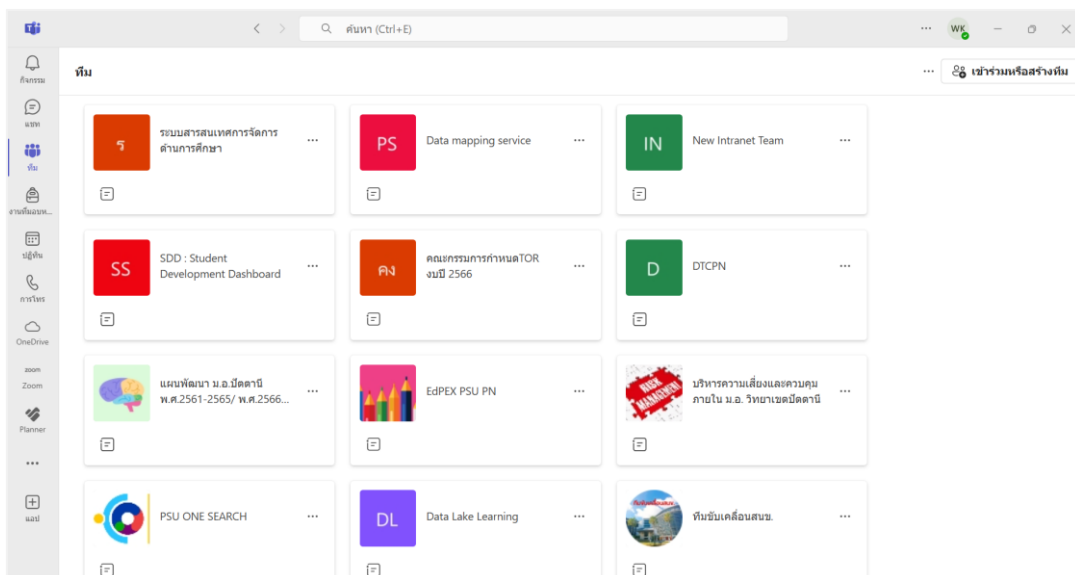 ค้นหา (Ctrl+E)
WK
กิจกรรม
แชท
ทีม
งานที่มอบห...
ปฏิทิน
การโทร
OneDrive
zoom
Zoom
Planner
แอป
ทีม
เข้าร่วมหรือสร้างทีม
ร
ระบบสารสนเทศการจัดการ
ด้านการศึกษา
PS
Data mapping service
IN
New Intranet Team
SS
SDD : Student
Development Dashboard
คง
คณะกรรมการกำหนดTOR
งบปี 2566
D
DTCPN
แผนพัฒนา ม.อ.ปัตตานี
พ.ศ.2561-2565/ พ.ศ.2566...
EdPEX PSU PN
RISK
MANAGEMENT
บริหารความเสี่ยงและควบคุม
ภายใน ม.อ. วิทยาเขตปัตตานี
PSU ONE SEARCH
DL
Data Lake Learning
ทีมขับเคลื่อนสนข.